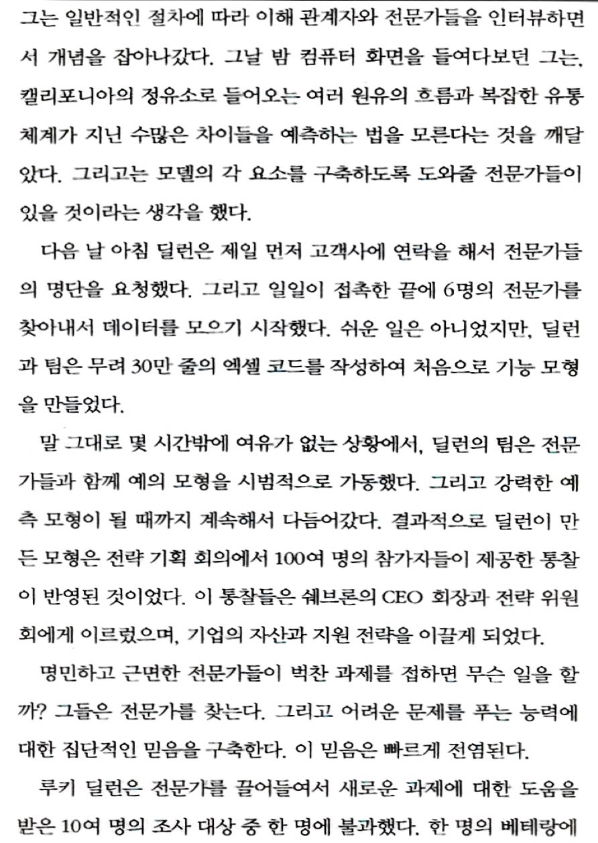 그는 일반적인 절차에 따라 이해 관계자와 전문가들을 인터뷰하면
서 개념을 잡아나갔다. 그날 밤 컴퓨터 화면을 들여다보던 그는,
캘리포니아의 정유소로 들어오는 여러 원유의 흐름과 복잡한 유통
체계가 지닌 수많은 차이들을 예측하는 법을 모른다는 것을 깨달
았다. 그리고는 모델의 각 요소를 구축하도록 도와줄 전문가들이
있을 것이라는 생각을 했다.
다음 날 아침 딜런은 제일 먼저 고객사에 연락을 해서 전문가들
의 명단을 요청했다. 그리고 일일이 접촉한 끝에 6명의 전문가를
찾아내서 데이터를 모으기 시작했다. 쉬운 일은 아니었지만, 딜런
과 팀은 무려 30만 줄의 엑셀 코드를 작성하여 처음으로 기능 모형
을 만들었다.
말 그대로 몇 시간밖에 여유가 없는 상황에서, 딜런의 팀은 전문
가들과 함께 예의 모형을 시범적으로 가동했다. 그리고 강력한 예
측 모형이 될 때까지 계속해서 다듬어갔다. 결과적으로 딜런이 만
든 모형은 전략 기획 회의에서 100여 명의 참가자들이 제공한 통찰
이 반영된 것이었다. 이 통찰들은 쉐브론의 CEO 회장과 전략 위원
회에게 이르렀으며, 기업의 자산과 지원 전략을 이끌게 되었다.
명민하고 근면한 전문가들이 벅찬 과제를 접하면 무슨 일을 할
까? 그들은 전문가를 찾는다. 그리고 어려운 문제를 푸는 능력에
대한 집단적인 믿음을 구축한다. 이 믿음은 빠르게 전염된다.
루키 딜런은 전문가를 끌어들여서 새로운 과제에 대한 도움을
받은 10여 명의 조사 대상 중 한 명에 불과했다. 한 명의 베테랑에